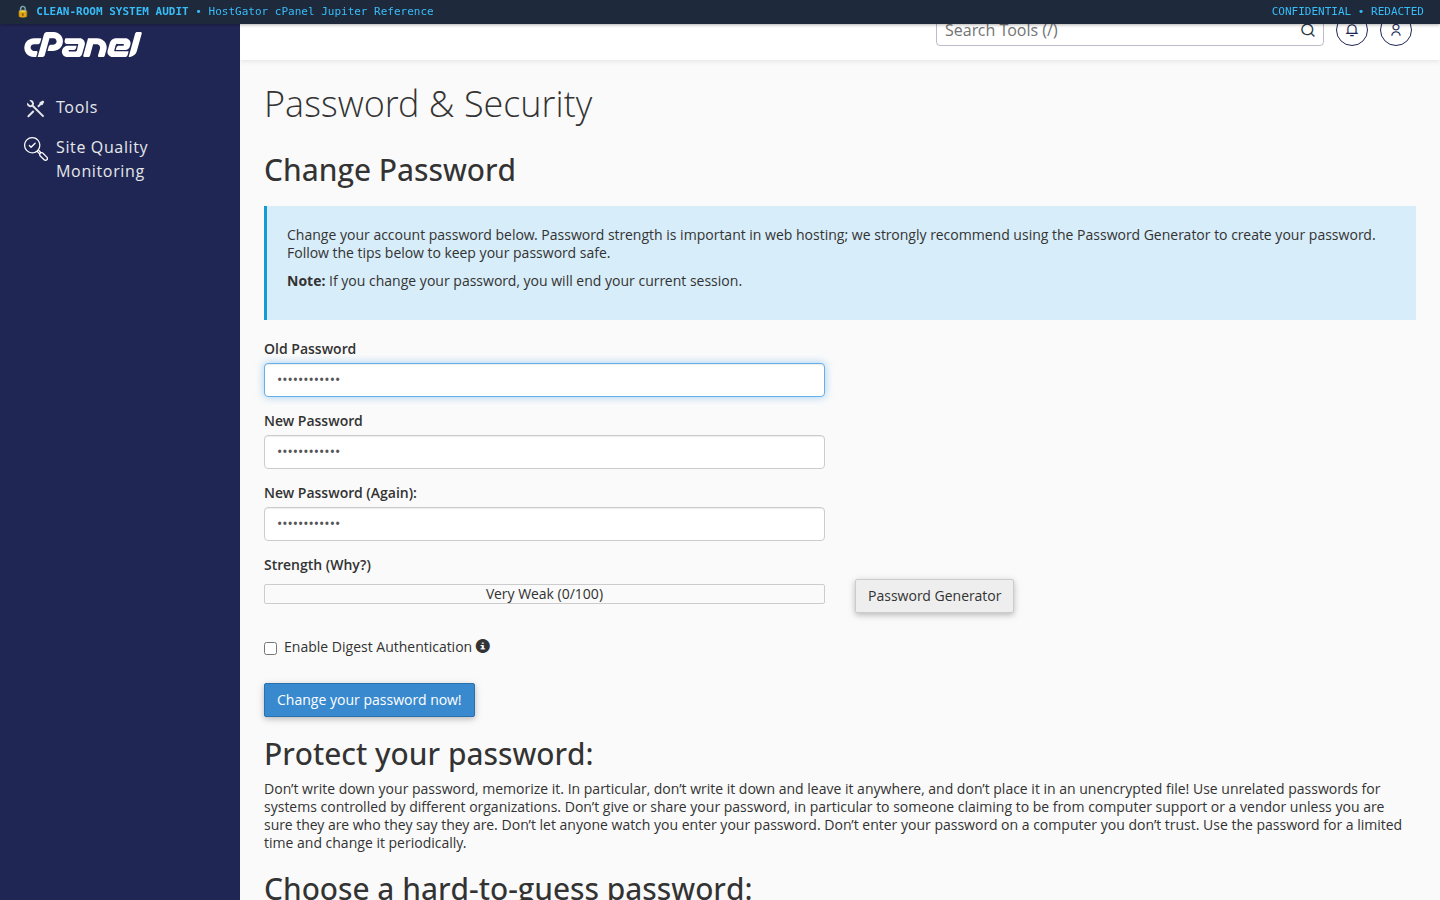 🔒 CLEAN-ROOM SYSTEM AUDIT • HostGator cPanel Jupiter Reference
CONFIDENTIAL • REDACTED
cPanel
Search Tools (/)
Tools
Site Quality
Monitoring
Password & Security
Change Password
Change your account password below. Password strength is important in web hosting; we strongly recommend using the Password Generator to create your password.
Follow the tips below to keep your password safe.
Note: If you change your password, you will end your current session.
Old Password
••••••••••••
New Password
••••••••••••
New Password (Again):
••••••••••••
Strength (Why?)
Very Weak (0/100)
Password Generator
Enable Digest Authentication
Change your password now!
Protect your password:
Don’t write down your password, memorize it. In particular, don’t write it down and leave it anywhere, and don’t place it in an unencrypted file! Use unrelated passwords for
systems controlled by different organizations. Don’t give or share your password, in particular to someone claiming to be from computer support or a vendor unless you are
sure they are who they say they are. Don’t let anyone watch you enter your password. Don’t enter your password on a computer you don’t trust. Use the password for a limited
time and change it periodically.
Choose a hard-to-guess password: